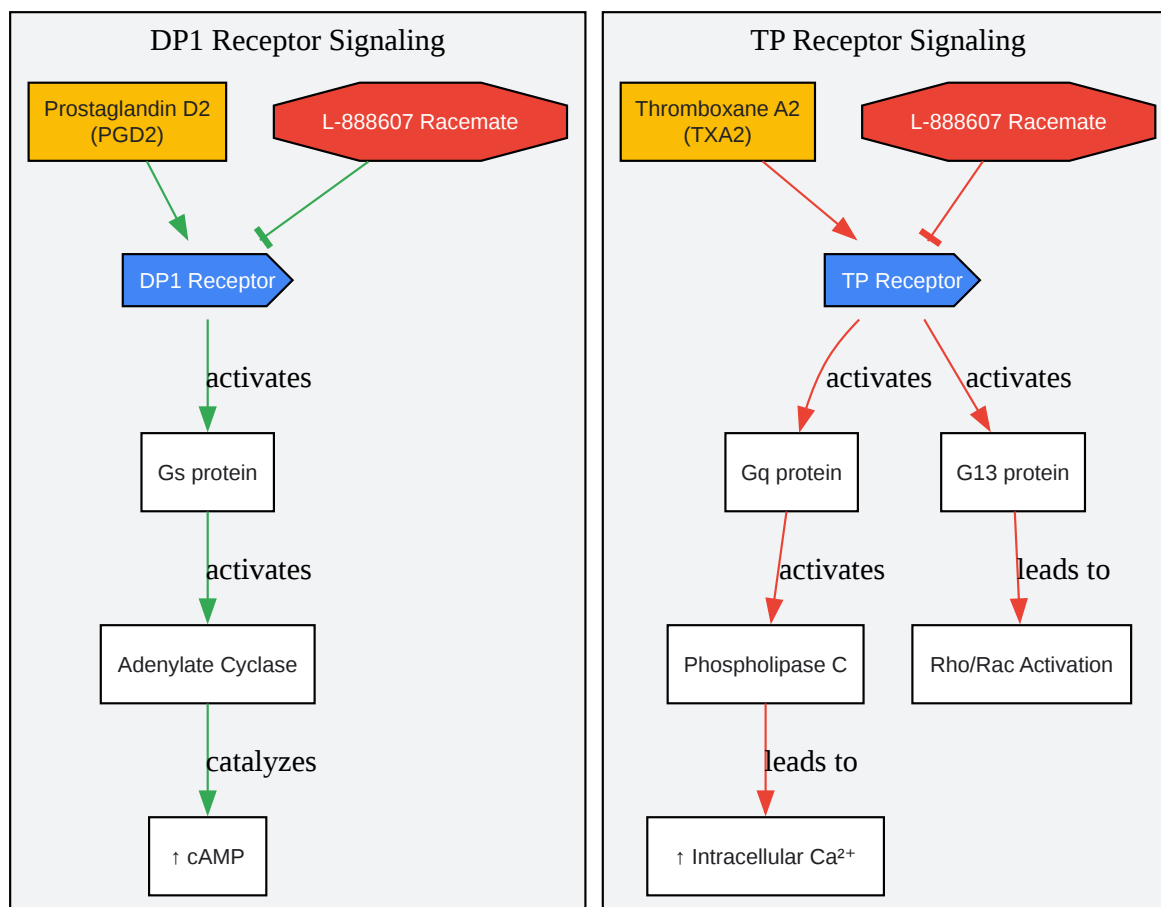 DP1 Receptor Signaling
Prostaglandin D2
(PGD2)
L-888607 Racemate
DP1 Receptor
activates
Gs protein
activates
Adenylate Cyclase
catalyzes
↑ cAMP
TP Receptor Signaling
Thromboxane A2
(TXA2)
L-888607 Racemate
TP Receptor
activates
activates
Gq protein
G13 protein
activates
leads to
Phospholipase C
Rho/Rac Activation
leads to
↑ Intracellular Ca²⁺